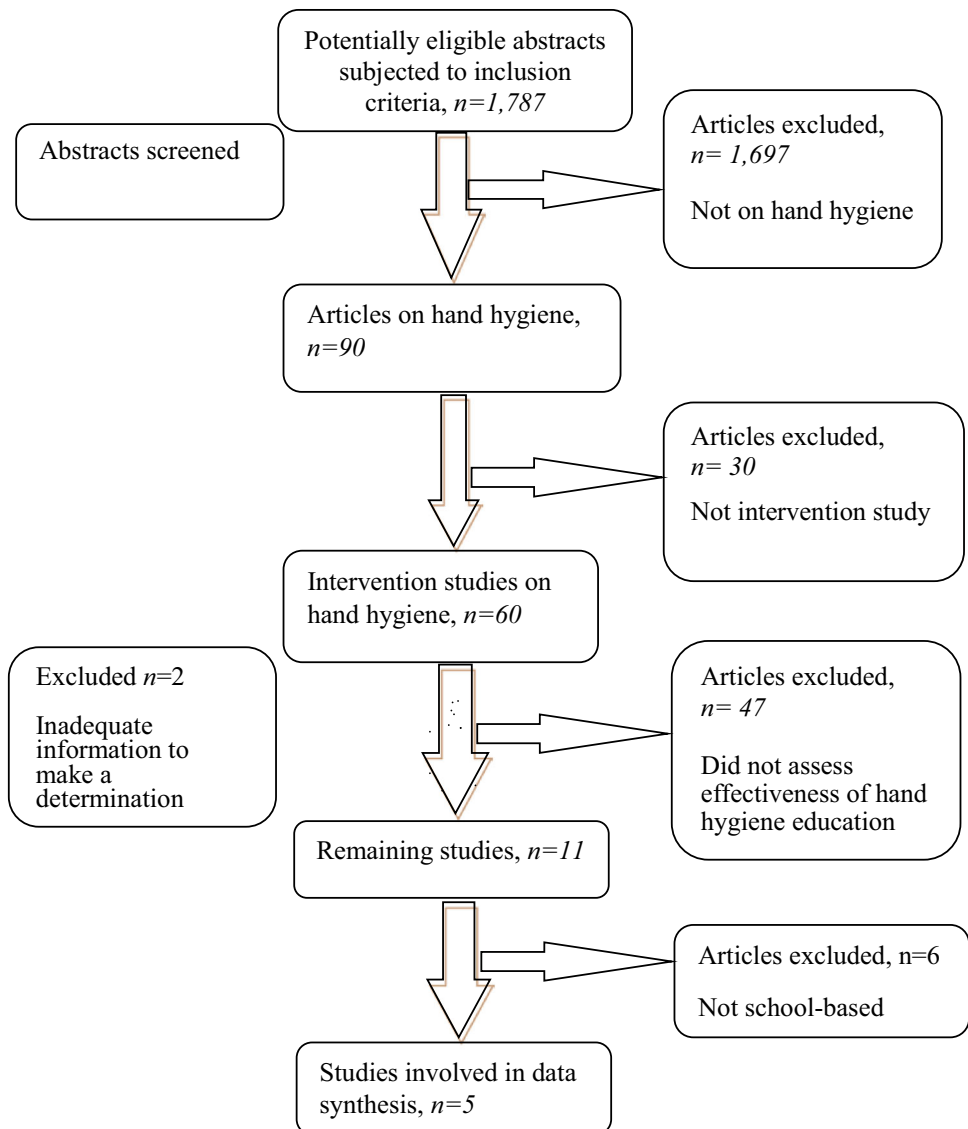 Potentially eligible abstracts
subjected to inclusion
criteria, n=1,787
Abstracts screened
Articles excluded,
n= 1,697
Not on hand hygiene
Articles on hand hygiene,
n=90
Articles excluded,
n= 30
Not intervention study
Intervention studies on
hand hygiene, n=60
Excluded n=2
Inadequate
information to
make a
determination
Articles excluded,
n= 47
Did not assess
effectiveness of hand
hygiene education
Remaining studies, n=11
Articles excluded, n=6
Not school-based
Studies involved in data
synthesis, n=5